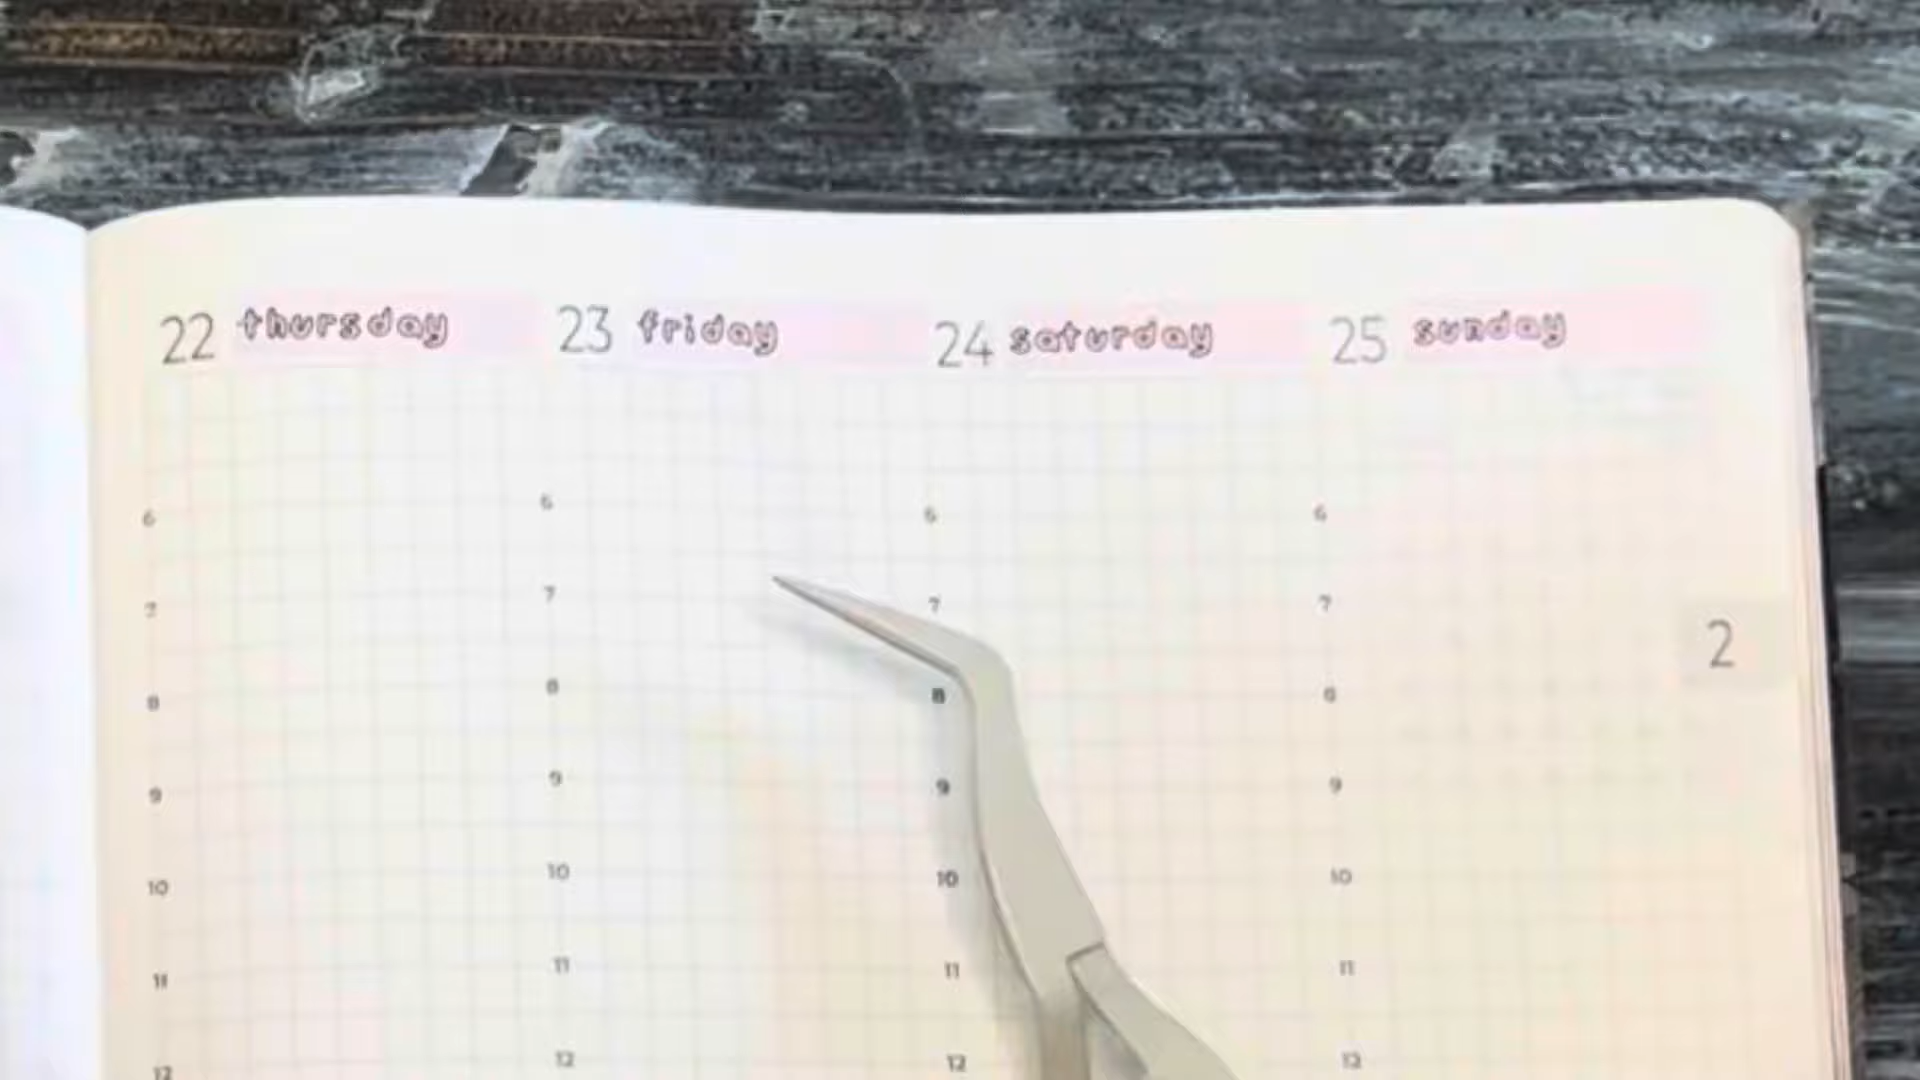 22 thursday 23 friday 24 saturday 25 sunday
6 6 6 6
7 7 7 7
2
8 8 8 8
9 9 9 9
10 10 10 10
11 11 11 11
12 12 12 12